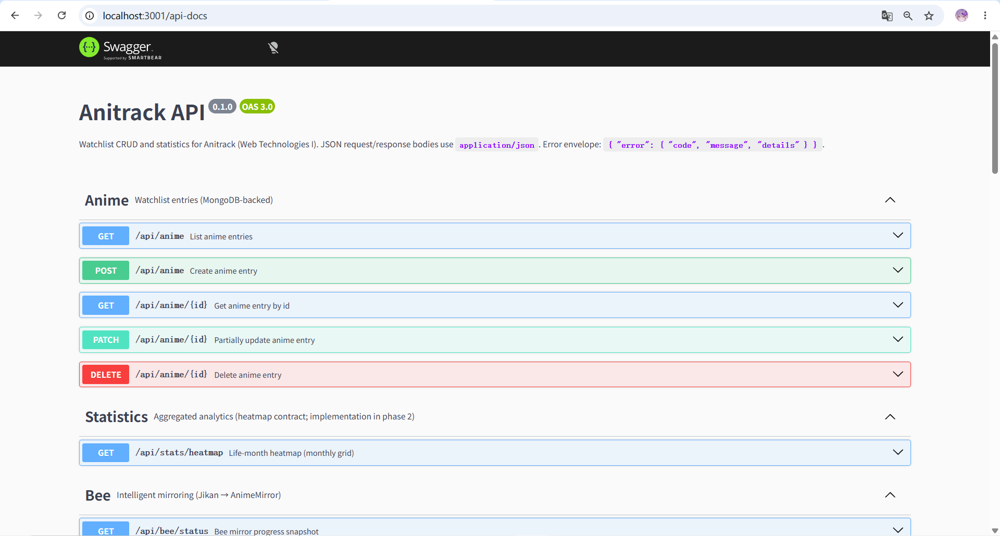 localhost:3001/api-docs
Swagger
Supported by SMARTBEAR
Anitrack API 0.1.0 OAS 3.0
Watchlist CRUD and statistics for Anitrack (Web Technologies I). JSON request/response bodies use application/json. Error envelope: { "error": { "code", "message", "details" } }.
Anime Watchlist entries (MongoDB-backed)
GET /api/anime List anime entries
POST /api/anime Create anime entry
GET /api/anime/{id} Get anime entry by id
PATCH /api/anime/{id} Partially update anime entry
DELETE /api/anime/{id} Delete anime entry
Statistics Aggregated analytics (heatmap contract; implementation in phase 2)
GET /api/stats/heatmap Life-month heatmap (monthly grid)
Bee Intelligent mirroring (Jikan → AnimeMirror)
GET /api/bee/status Bee mirror progress snapshot